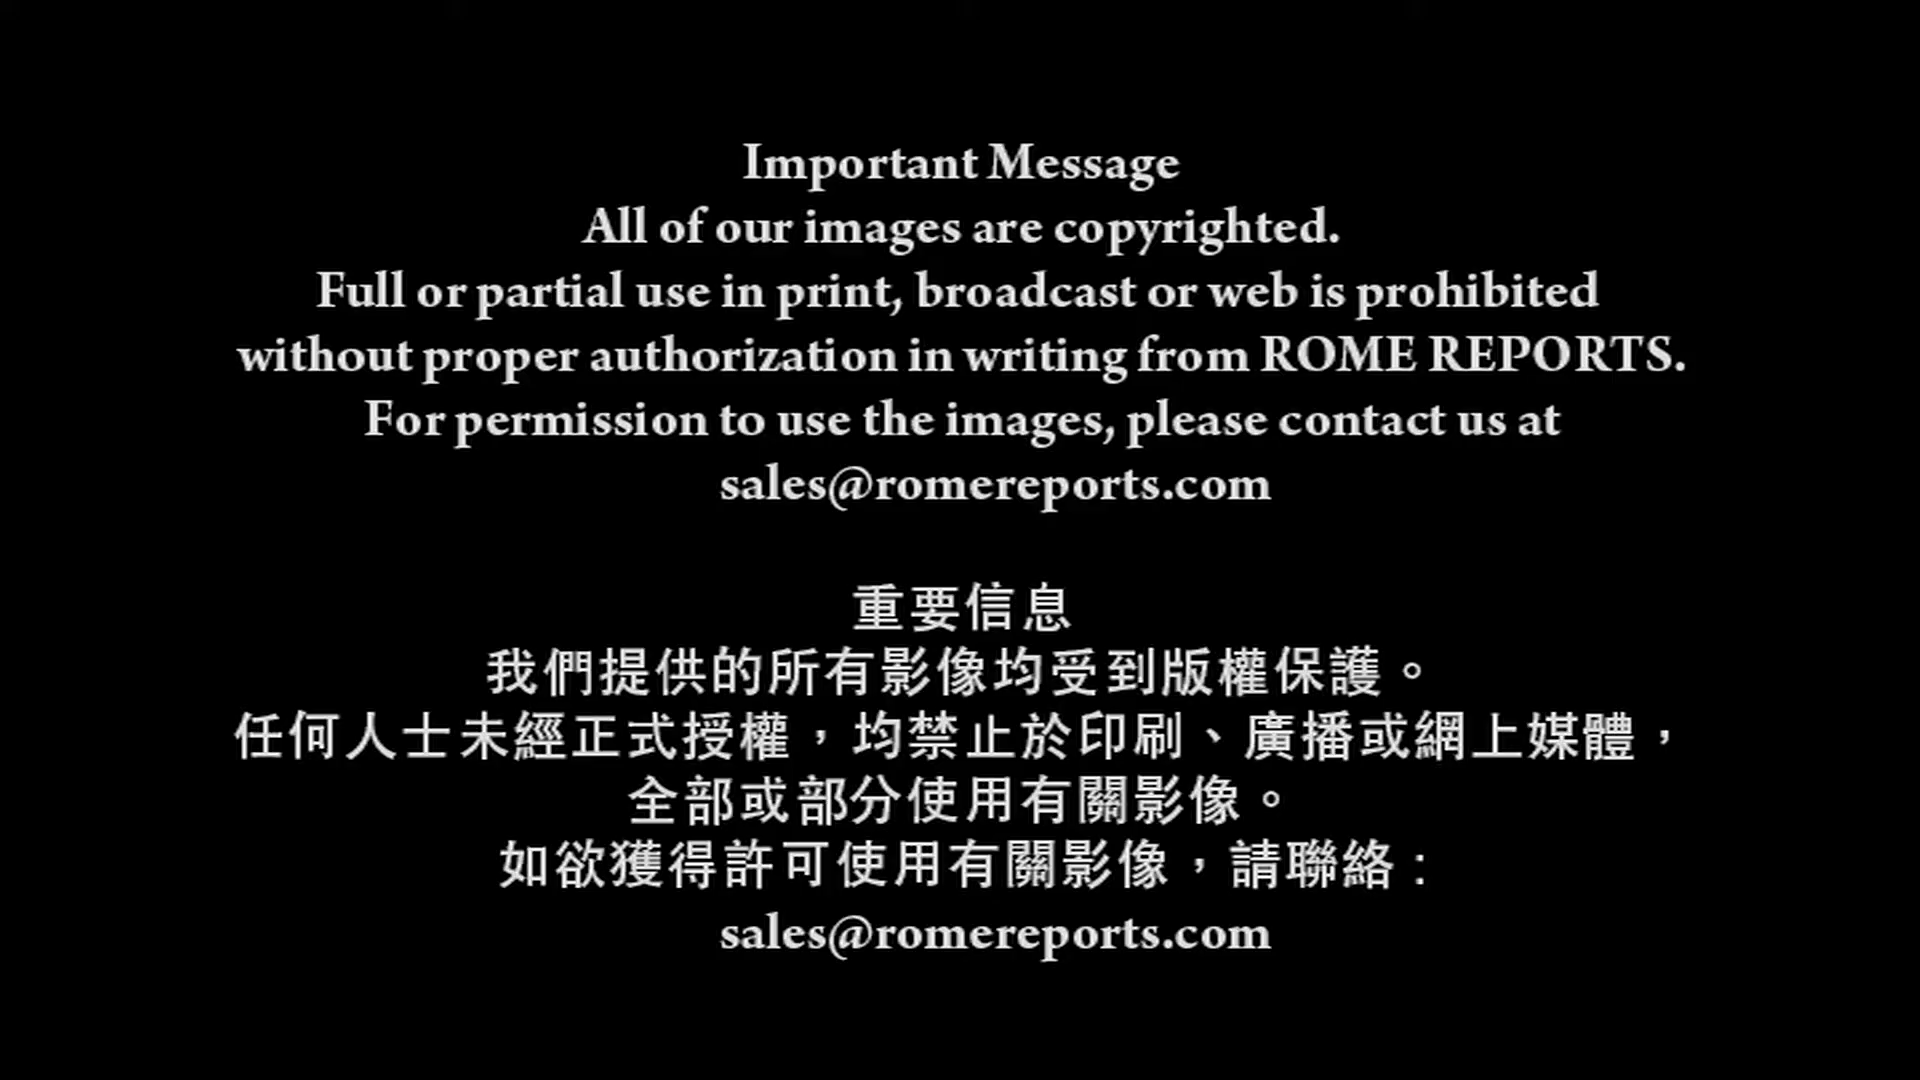 Important Message
All of our images are copyrighted.
Full or partial use in print, broadcast or web is prohibited
without proper authorization in writing from ROME REPORTS.
For permission to use the images, please contact us at
sales@romereports.com
重要信息
我們提供的所有影像均受到版權保護。
任何人士未經正式授權，均禁止於印刷、廣播或網上媒體，
全部或部分使用有關影像。
如欲獲得許可使用有關影像，請聯絡：
sales@romereports.com